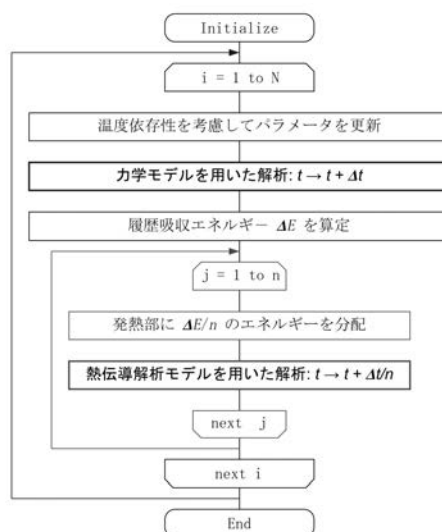 Initialize
i = 1 to N
温度依存性を考慮してパラメータを更新
力学モデルを用いた解析: t → t + Δt
履歴吸収エネルギー ΔE を算定
j = 1 to n
発熱部に ΔE/n のエネルギーを分配
熱伝導解析モデルを用いた解析: t → t + Δt/n
next j
next i
End